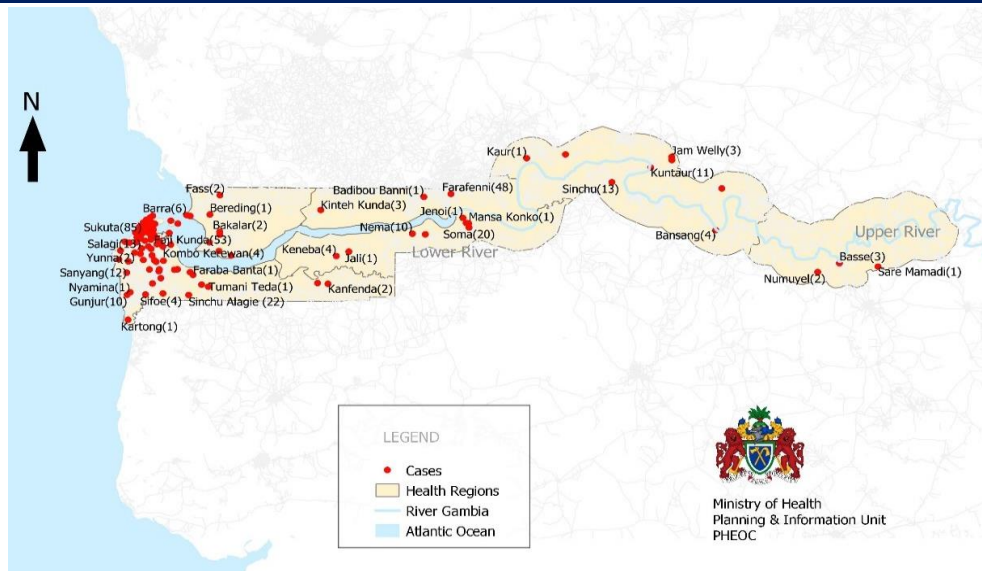 N
Jam Welly(3)
Kaur(1)
Kuntaur(11)
Fass(2)
Badibou Banni(1)
Farafenni(48)
Sinchu(13)
Barra(6)
Bereding(1)
Kinteh Kunda(3)
Jenoi(1)
Mansa Konko(1)
Sukuta(85)
Bakalar(2)
Nema(10)
Soma(20)
Bansang(4)
Upper River
Salagi(13)
Faji Kunda(53)
Kombo Kerewan(4)
Keneba(4)
Jali(1)
Lower River
Yunna(2)
Basse(3)
Sanyang(12)
Faraba Banta(1)
Numuyel(2)
Sare Mamadi(1)
Nyamina(1)
Tumani Teda(1)
Kanfenda(2)
Gunjur(10)
Sifoe(4)
Sinchu Alagie (22)
Kartong(1)
LEGEND
Cases
Health Regions
River Gambia
Atlantic Ocean
Ministry of Health
Planning & Information Unit
PHEOC